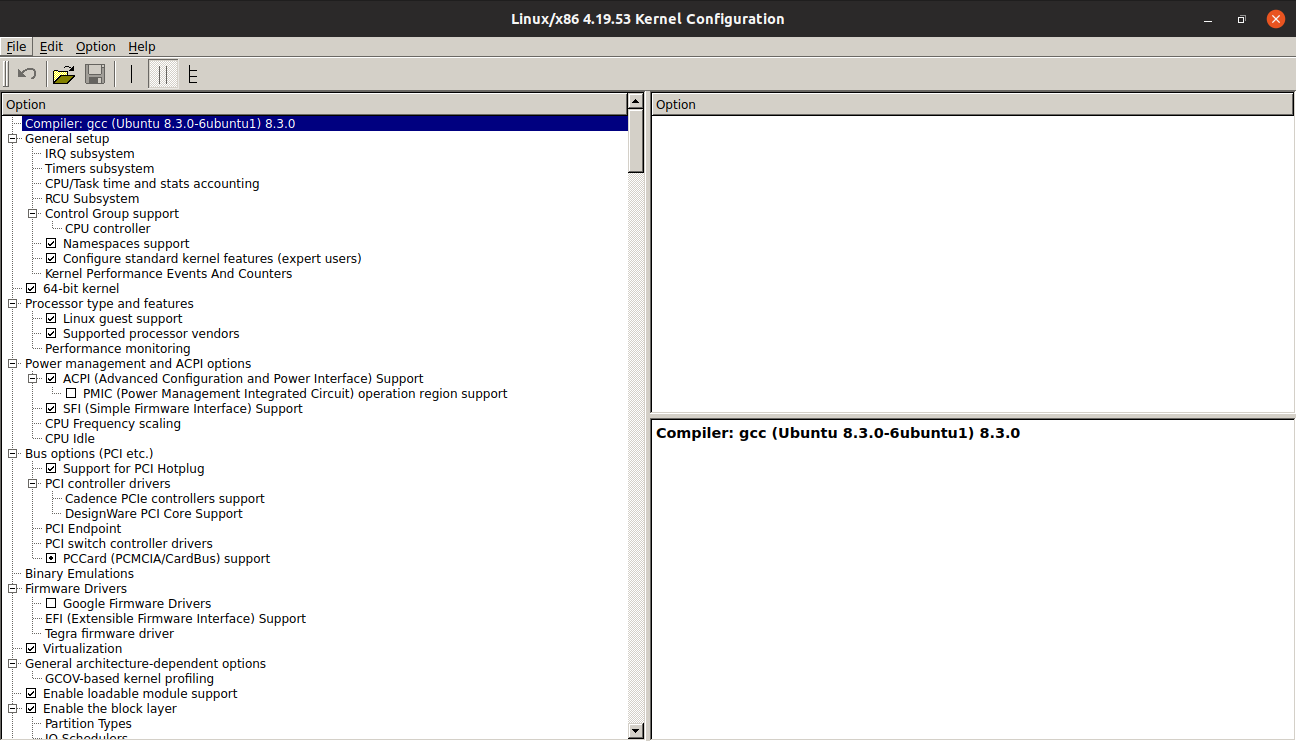 Linux/x86 4.19.53 Kernel Configuration
File Edit Option Help
Option
Compiler: gcc (Ubuntu 8.3.0-6ubuntu1) 8.3.0
General setup
IRQ subsystem
Timers subsystem
CPU/Task time and stats accounting
RCU Subsystem
Control Group support
CPU controller
Namespaces support
Configure standard kernel features (expert users)
Kernel Performance Events And Counters
64-bit kernel
Processor type and features
Linux guest support
Supported processor vendors
Performance monitoring
Power management and ACPI options
ACPI (Advanced Configuration and Power Interface) Support
PMIC (Power Management Integrated Circuit) operation region support
SFI (Simple Firmware Interface) Support
CPU Frequency scaling
CPU Idle
Bus options (PCI etc.)
Support for PCI Hotplug
PCI controller drivers
Cadence PCIe controllers support
DesignWare PCI Core Support
PCI Endpoint
PCI switch controller drivers
PCCard (PCMCIA/CardBus) support
Binary Emulations
Firmware Drivers
Google Firmware Drivers
EFI (Extensible Firmware Interface) Support
Tegra firmware driver
Virtualization
General architecture-dependent options
GCOV-based kernel profiling
Enable loadable module support
Enable the block layer
Partition Types
IO Schedulers
Option
Compiler: gcc (Ubuntu 8.3.0-6ubuntu1) 8.3.0